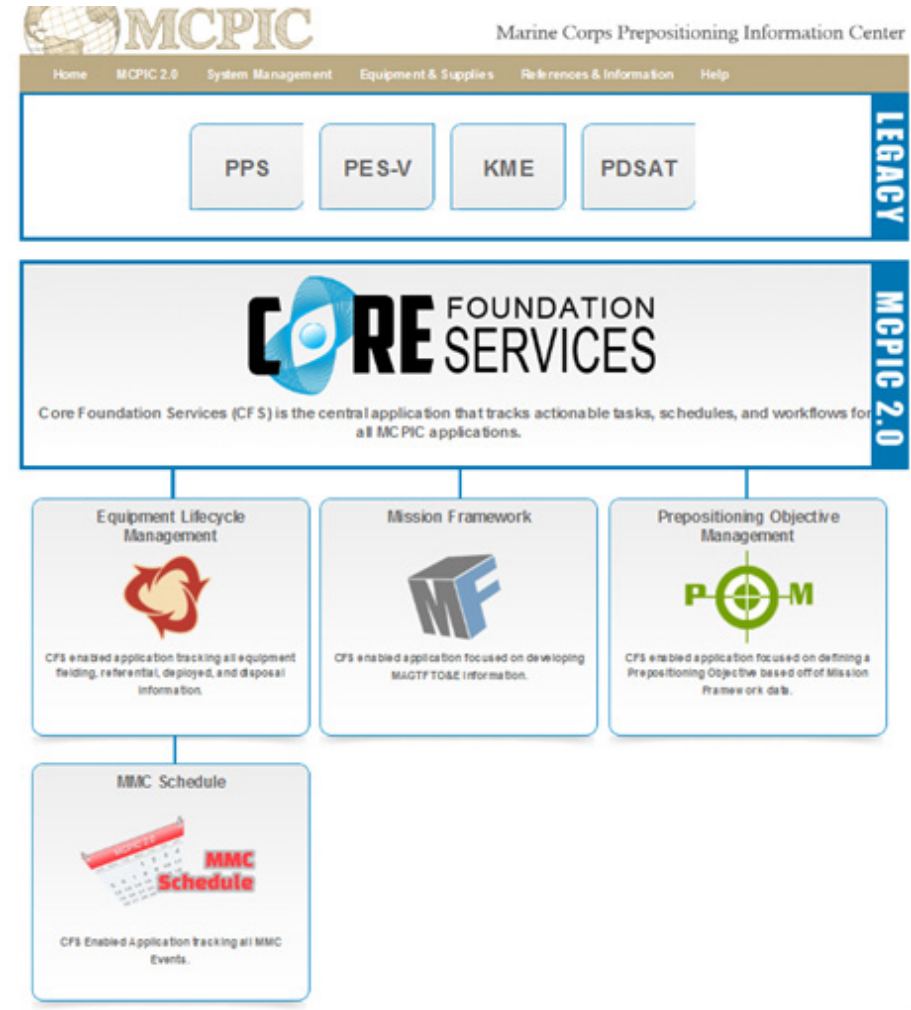 MCPIC
Marine Corps Prepositioning Information Center
Home MCPIC 2.0 System Management Equipment & Supplies References & Information Help
PPS PES-V KME PDSAT
LEGACY
CORE FOUNDATION SERVICES
Core Foundation Services (CFS) is the central application that tracks actionable tasks, schedules, and workflows for
all MCPIC applications.
MCPIC 2.0
Equipment Lifecycle
Management
CFS enabled application tracking all equipment
fielding, referential, deployed, and disposal
information.
Mission Framework
MF
CFS enabled application focused on developing
MAGTF TO&E information.
Prepositioning Objective
Management
POM
CFS enabled application focused on defining a
Prepositioning Objective based off of Mission
Framework data.
MMC Schedule
MCPIC 2.0
MMC
Schedule
CFS Enabled Application tracking all MMC
Events.